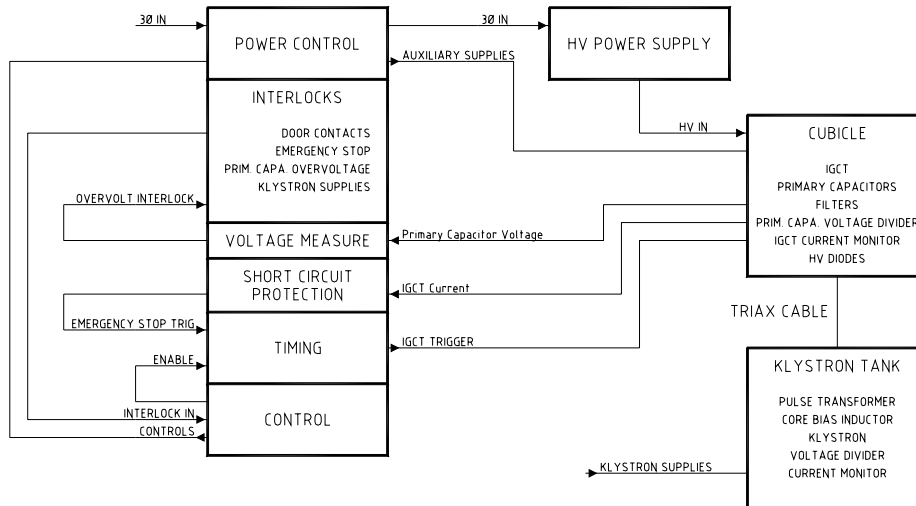 3Ø IN
POWER CONTROL
3Ø IN
HV POWER SUPPLY
AUXILIARY SUPPLIES
INTERLOCKS
DOOR CONTACTS
EMERGENCY STOP
PRIM. CAPA. OVERVOLTAGE
KLYSTRON SUPPLIES
HV IN
CUBICLE
IGCT
PRIMARY CAPACITORS
FILTERS
PRIM. CAPA. VOLTAGE DIVIDER
IGCT CURRENT MONITOR
HV DIODES
OVERVOLT INTERLOCK
VOLTAGE MEASURE
Primary Capacitor Voltage
SHORT CIRCUIT
PROTECTION
IGCT Current
EMERGENCY STOP TRIG
TIMING
IGCT TRIGGER
ENABLE
TRIAX CABLE
INTERLOCK IN
CONTROLS
CONTROL
KLYSTRON TANK
PULSE TRANSFORMER
CORE BIAS INDUCTOR
KLYSTRON
VOLTAGE DIVIDER
CURRENT MONITOR
KLYSTRON SUPPLIES